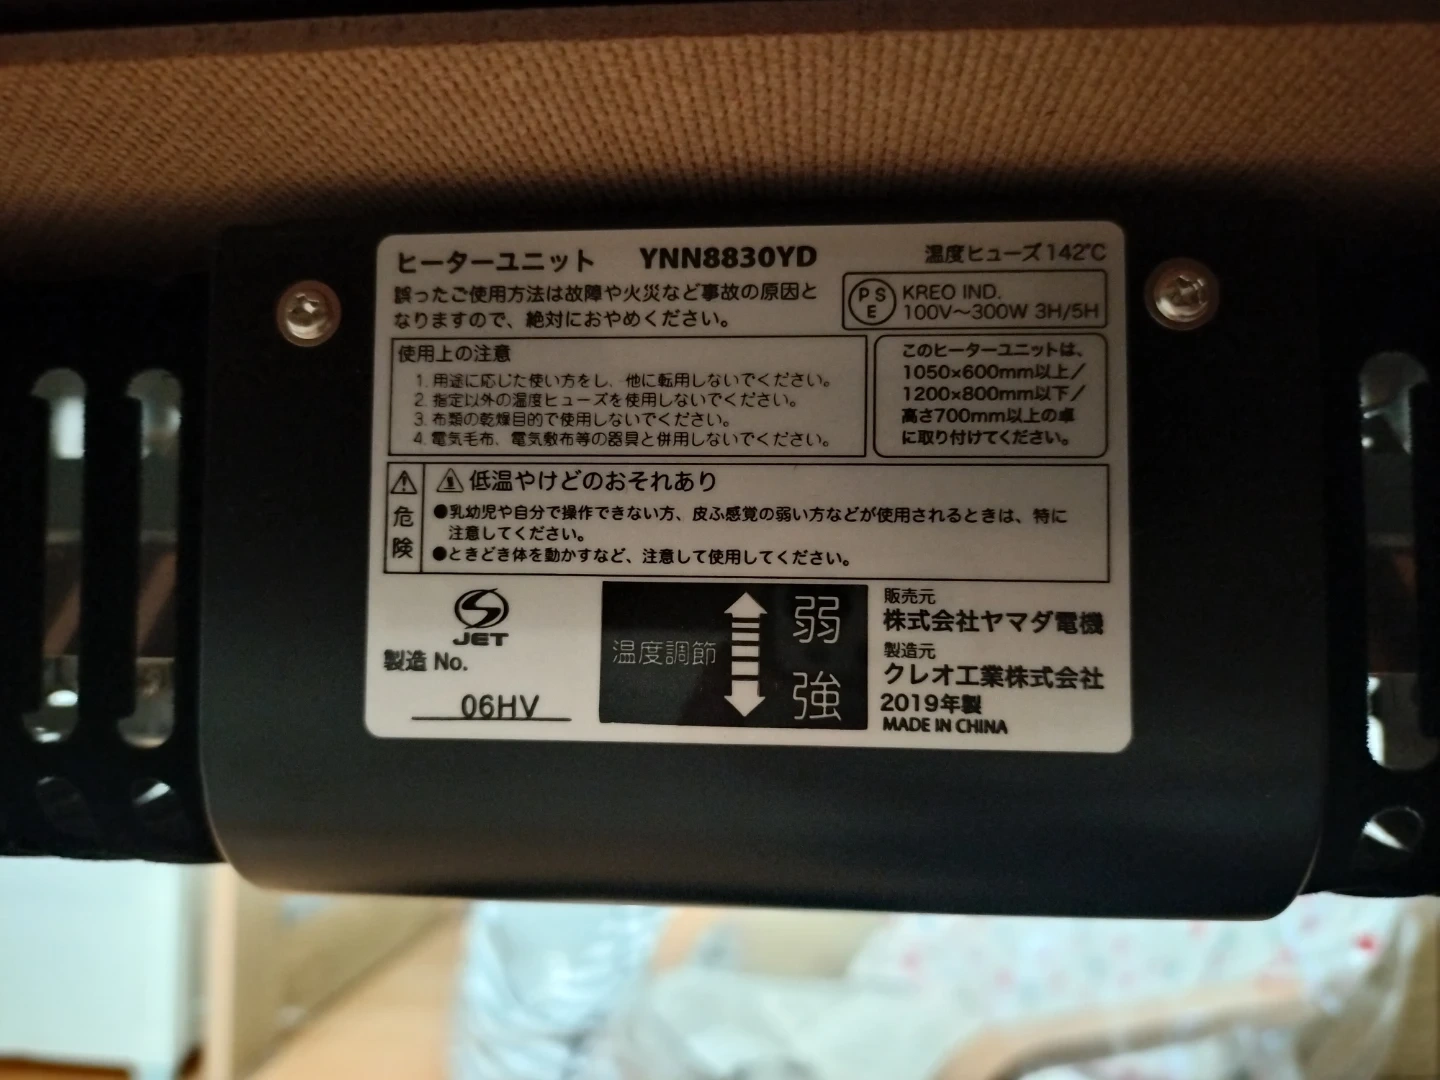 ヒーターユニット YNN8830YD
温度ヒューズ142℃
誤ったご使用方法は故障や火災など事故の原因と
なりますので、絶対におやめください。
PSE
KREO IND.
100V～300W 3H/5H
使用上の注意
1. 用途に応じた使い方をし、他に転用しないでください。
2. 指定以外の温度ヒューズを使用しないでください。
3. 布類の乾燥目的で使用しないでください。
4. 電気毛布、電気敷布等の器具と併用しないでください。
このヒーターユニットは、
1050×600mm以上/
1200×800mm以下/
高さ700mm以上の卓
に取り付けてください。
危険
低温やけどのおそれあり
●乳幼児や自分で操作できない方、皮ふ感覚の弱い方などが使用されるときは、特に
注意してください。
●ときどき体を動かすなど、注意して使用してください。
JET
製造 No.
06HV
温度調節
弱
強
販売元
株式会社ヤマダ電機
製造元
クレオ工業株式会社
2019年製
MADE IN CHINA